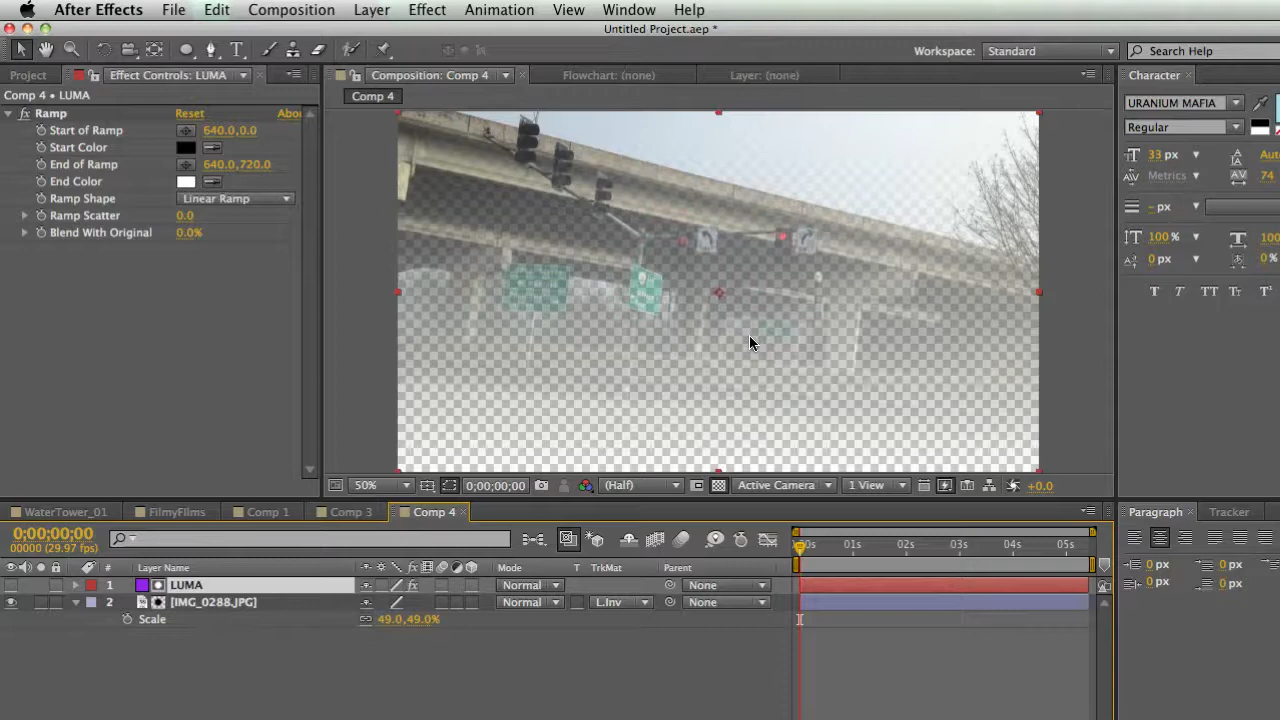 After Effects File Edit Composition Layer Effect Animation View Window Help
Untitled Project.aep *
Workspace: Standard Search Help
Project Effect Controls: LUMA Composition: Comp 4 Flowchart: (none) Layer: (none) Character
Comp 4 • LUMA Comp 4
fx Ramp Reset Abou
URANIUM MAFIA
Start of Ramp 640.0,0.0
Regular
Start Color
33 px Auto
End of Ramp 640.0,720.0
Metrics 74
End Color
Ramp Shape Linear Ramp
- px
Ramp Scatter 0.0
Blend With Original 0.0%
100 % 100
0 px 0 %
T T TT Tr T¹
50% 0;00;00;00 (Half) Active Camera 1 View +0.0
WaterTower_01 FilmyFIlms Comp 1 Comp 3 Comp 4 Paragraph Tracker
0;00;00;00
00000 (29.97 fps)
00s 01s 02s 03s 04s 05s
# Layer Name Mode T TrkMat Parent
0 px 0 px
1 LUMA fx Normal None
0 px 0 px
2 [IMG_0288.JPG] Normal L.Inv None
Scale 49.0,49.0%